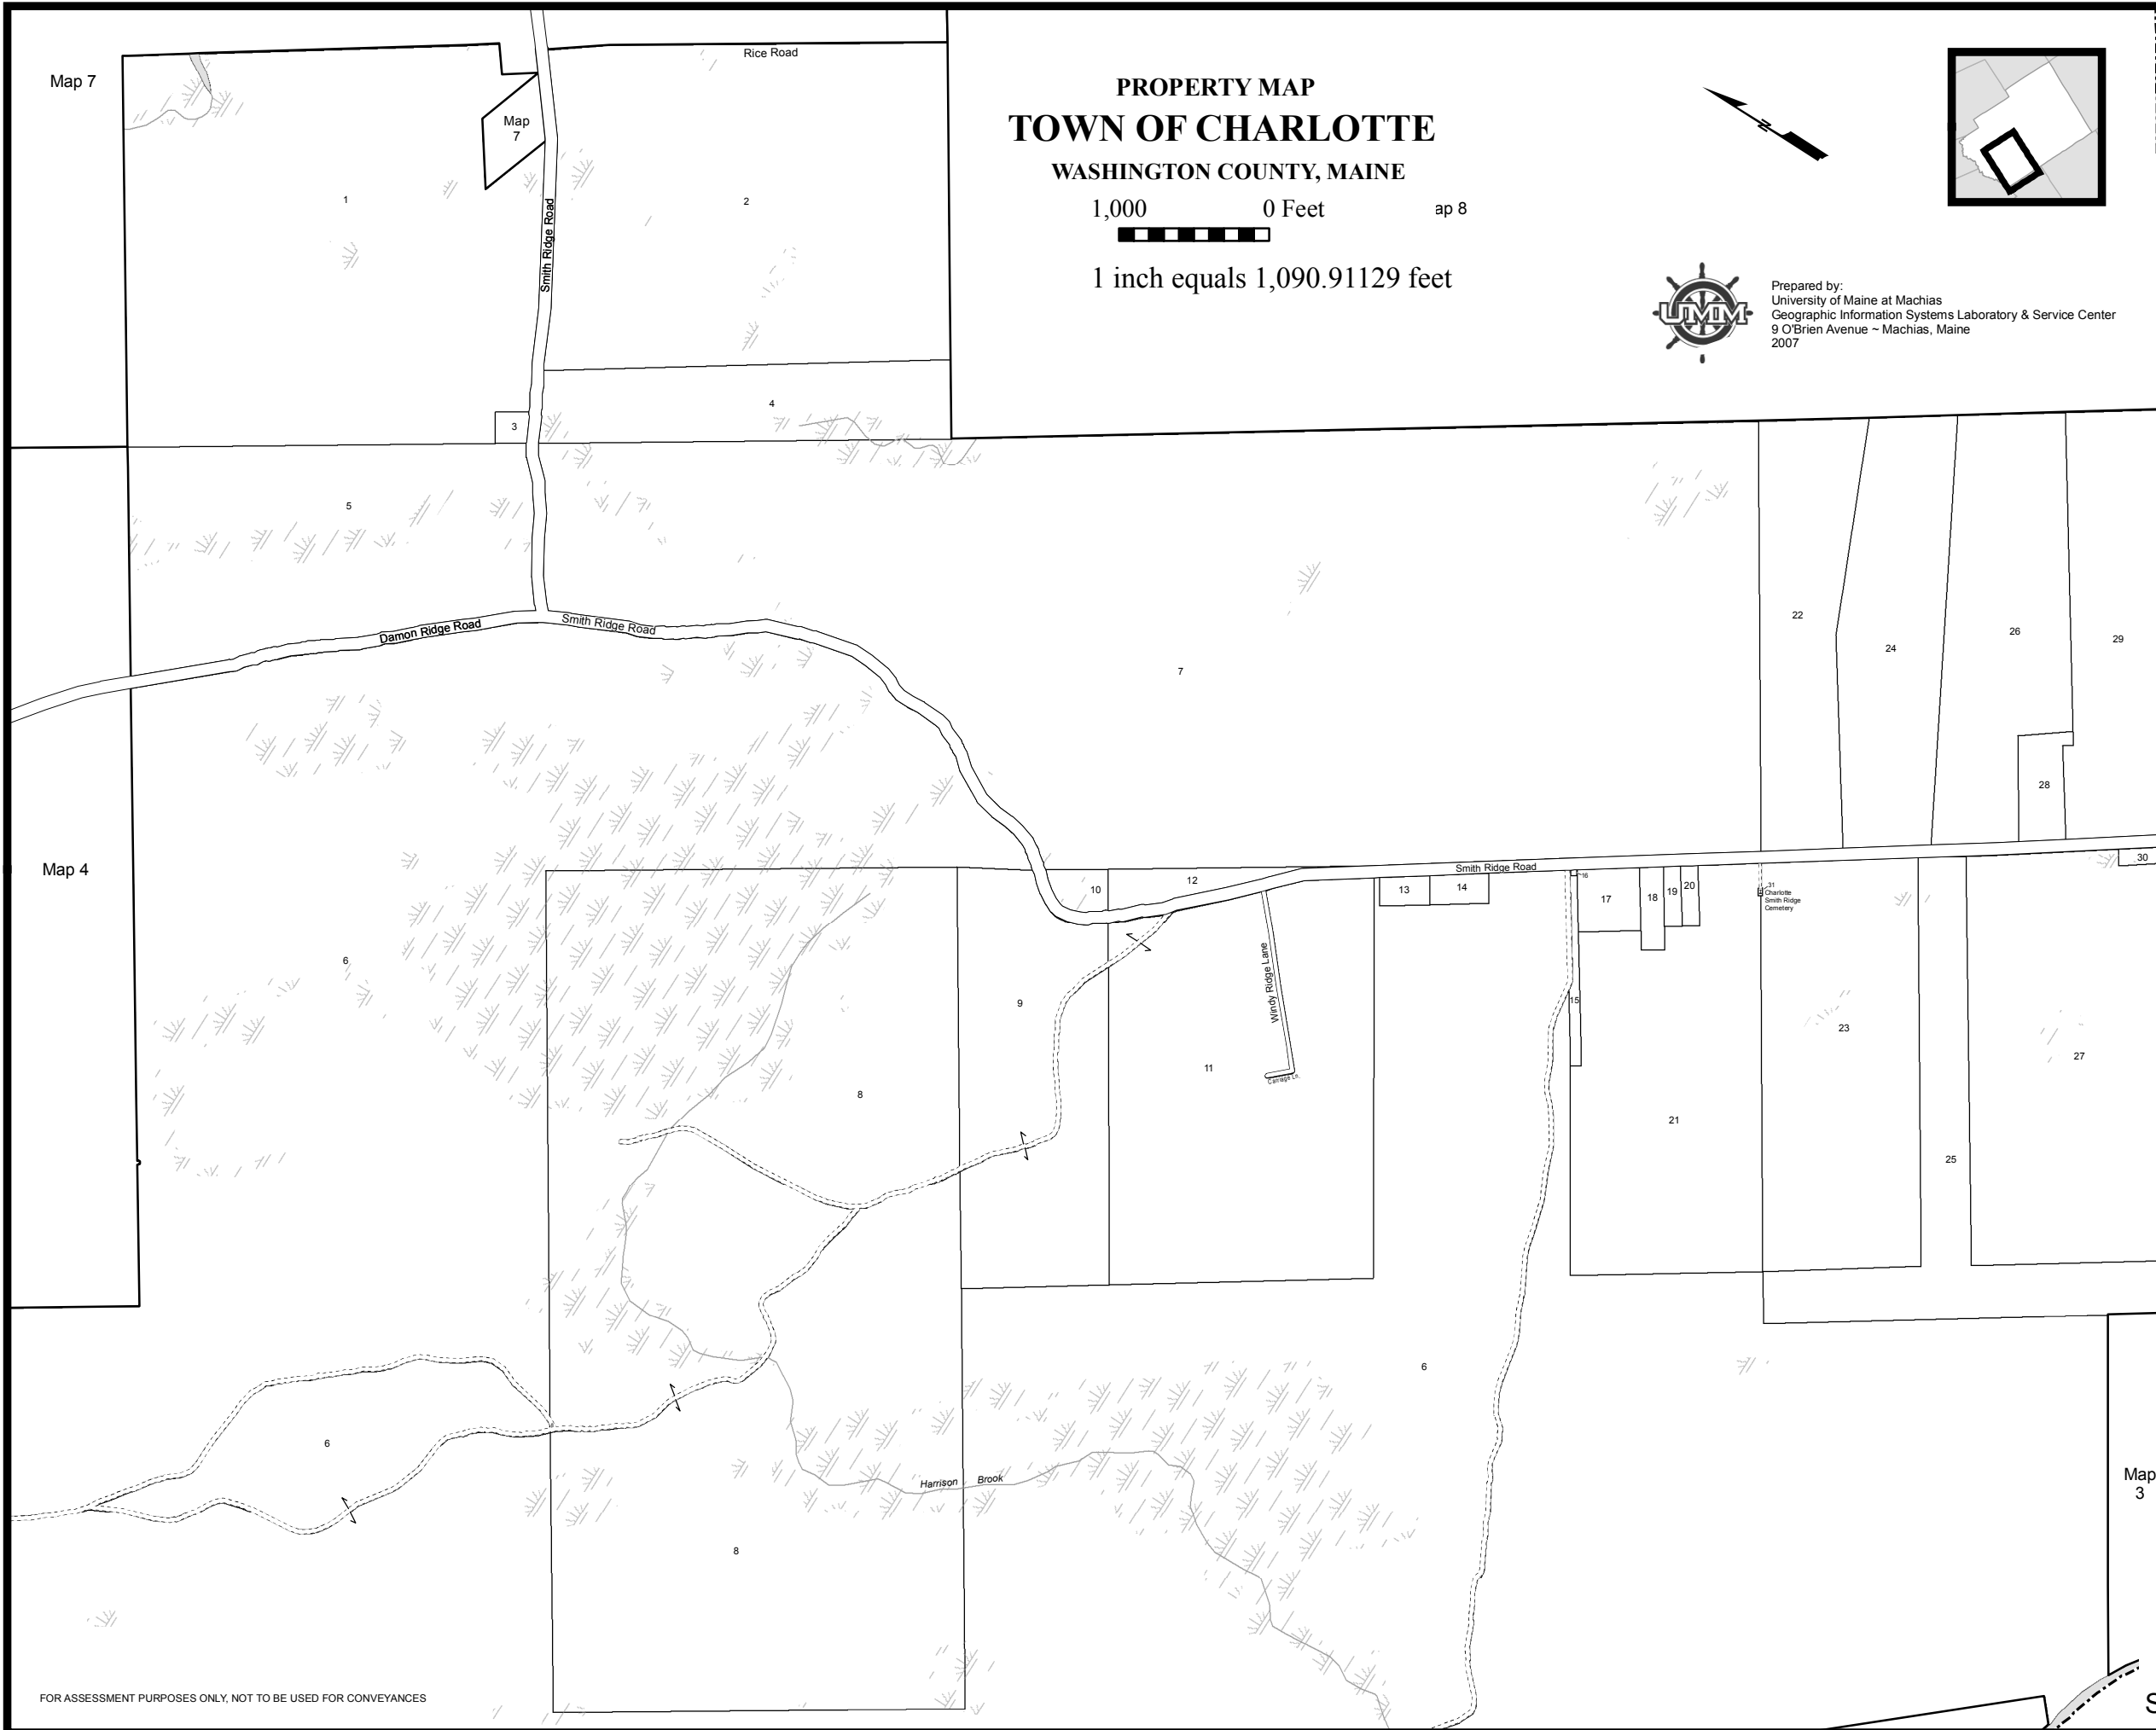 Map 7
Rice Road
Map
7
PROPERTY MAP
TOWN OF CHARLOTTE
WASHINGTON COUNTY, MAINE
1,000 0 Feet
ap 8
1 inch equals 1,090.91129 feet
N
UMM
Prepared by:
University of Maine at Machias
Geographic Information Systems Laboratory & Service Center
9 O'Brien Avenue ~ Machias, Maine
2007
1
2
Smith Ridge Road
4
3
5
Damon Ridge Road
Smith Ridge Road
7
22
24
26
29
28
Map 4
Smith Ridge Road
30
10
12
13
14
16
17
18
19
20
31
Charlotte
Smith Ridge
Cemetery
6
9
Windy Ridge Lane
15
23
27
11
Carriage Ln.
8
21
25
6
6
Harrison Brook
Map
3
8
FOR ASSESSMENT PURPOSES ONLY, NOT TO BE USED FOR CONVEYANCES
S